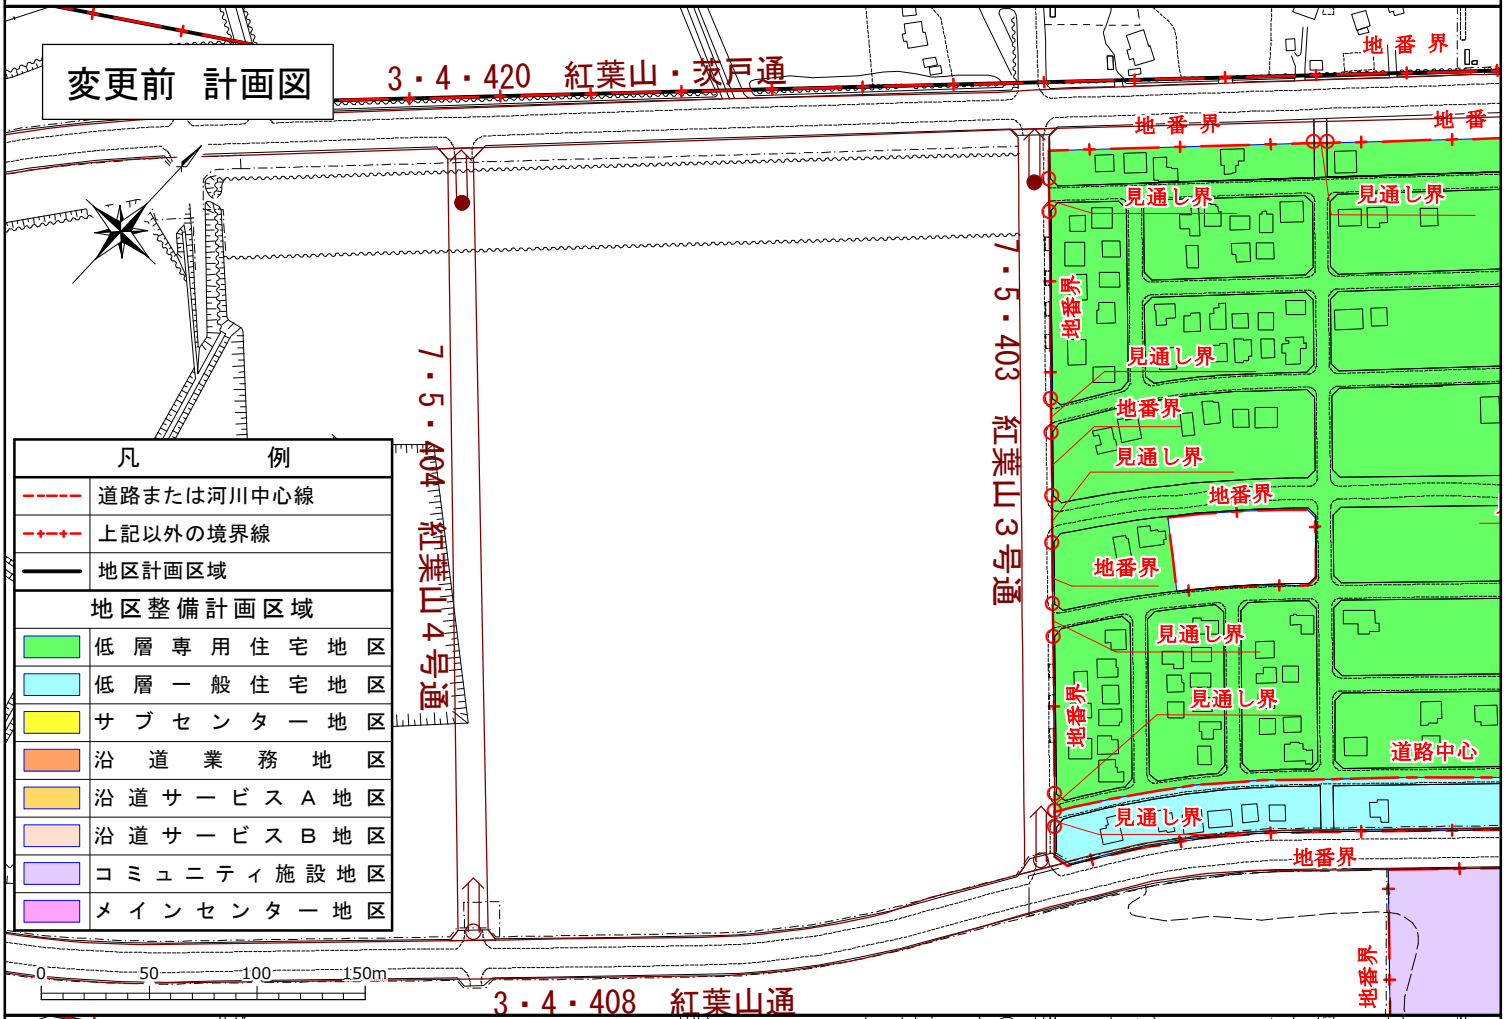 変更前 計画図
3・4・420 紅葉山・茨戸通
地番界
地番界
地番
見通し界
見通し界
7・5・403 紅葉山3号通
地番界
見通し界
7・5・404 紅葉山4号通
地番界
見通し界
地番界
地番界
見通し界
見通し界
地番界
道路中心
見通し界
地番界
地番界
凡例
道路または河川中心線
上記以外の境界線
地区計画区域
地区整備計画区域
低層専用住宅地区
低層一般住宅地区
サブセンター地区
沿道業務地区
沿道サービスA地区
沿道サービスB地区
コミュニティ施設地区
メインセンター地区
0 50 100 150m
3・4・408 紅葉山通